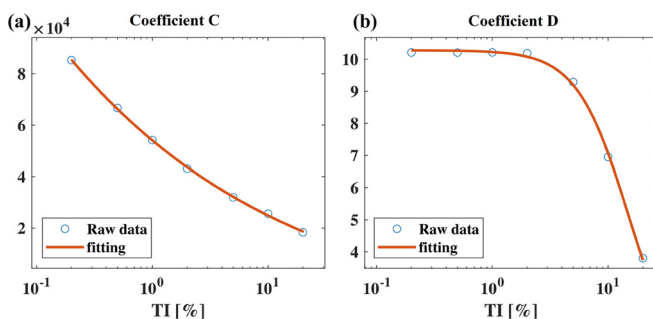 (a)
Coefficient C
×10^4
8
6
4
2
Raw data
fitting
10^-1
10^0
10^1
TI [%]
(b)
Coefficient D
10
9
8
7
6
5
4
Raw data
fitting
10^-1
10^0
10^1
TI [%]